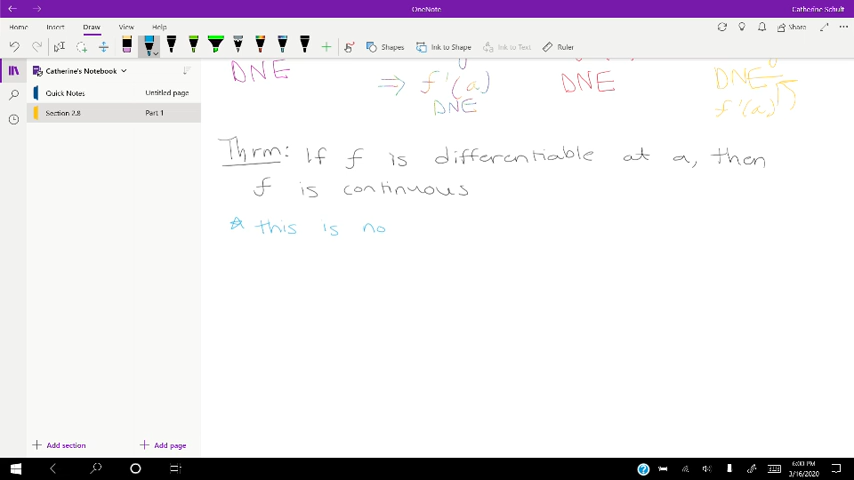 OneNote
Catherine Schult
Home Insert Draw View Help
Share
Shapes Ink to Shape Ink to Text Ruler
Catherine's Notebook
Quick Notes Untitled page
Section 2.8 Part 1
DNE
⇒ f'(a)
DNE
DNE
DNE
f'(a)
Thrm: If f is differentiable at a, then
f is continuous
☆ this is no
Add section Add page
6:00 PM
3/16/2020